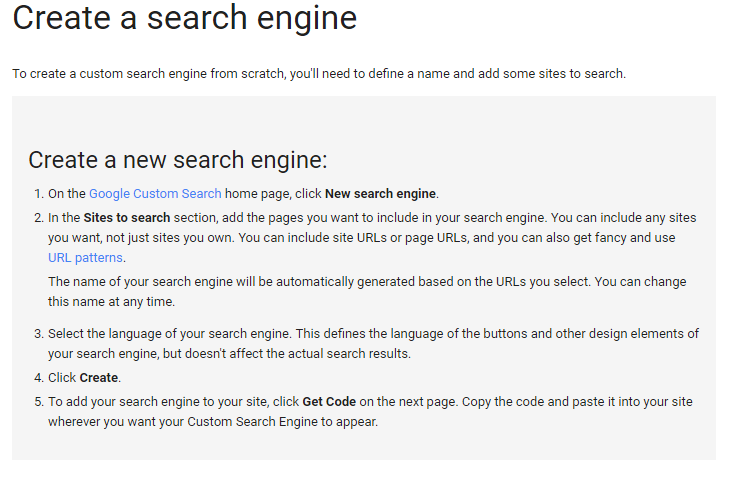 Create a search engine
To create a custom search engine from scratch, you'll need to define a name and add some sites to search.
Create a new search engine:
1. On the Google Custom Search home page, click New search engine.
2. In the Sites to search section, add the pages you want to include in your search engine. You can include any sites
you want, not just sites you own. You can include site URLs or page URLs, and you can also get fancy and use
URL patterns.
The name of your search engine will be automatically generated based on the URLs you select. You can change
this name at any time.
3. Select the language of your search engine. This defines the language of the buttons and other design elements of
your search engine, but doesn't affect the actual search results.
4. Click Create.
5. To add your search engine to your site, click Get Code on the next page. Copy the code and paste it into your site
wherever you want your Custom Search Engine to appear.